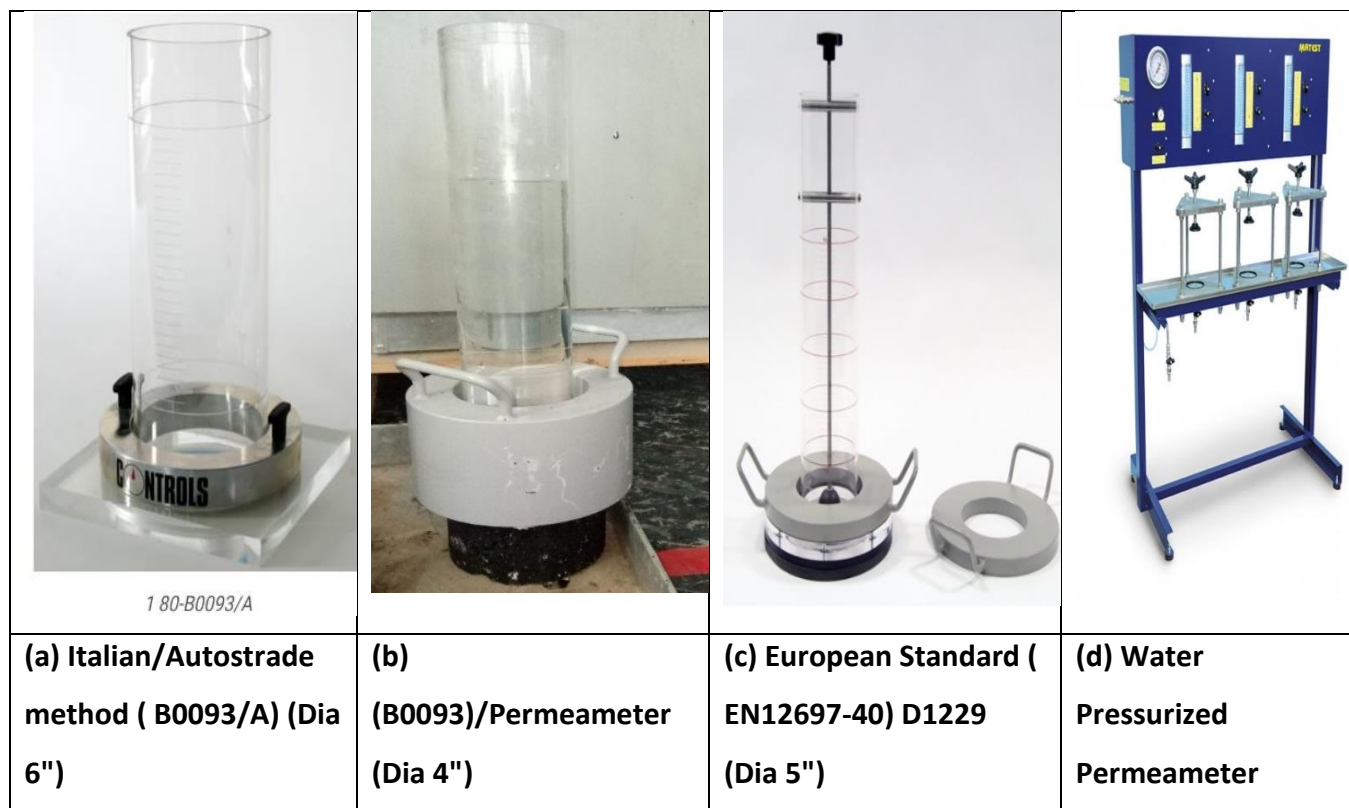 MATEST
CONTROLS
1 80-B0093/A
(a) Italian/Autostrade
method ( B0093/A) (Dia
6")
(b)
(B0093)/Permeameter
(Dia 4")
(c) European Standard (
EN12697-40) D1229
(Dia 5")
(d) Water
Pressurized
Permeameter